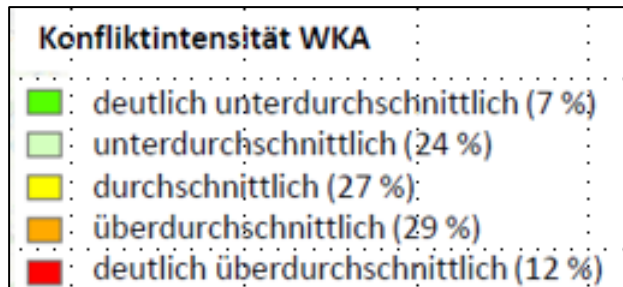 Konfliktintensität WKA
deutlich unterdurchschnittlich (7 %)
unterdurchschnittlich (24 %)
durchschnittlich (27 %)
überdurchschnittlich (29 %)
deutlich überdurchschnittlich (12 %)